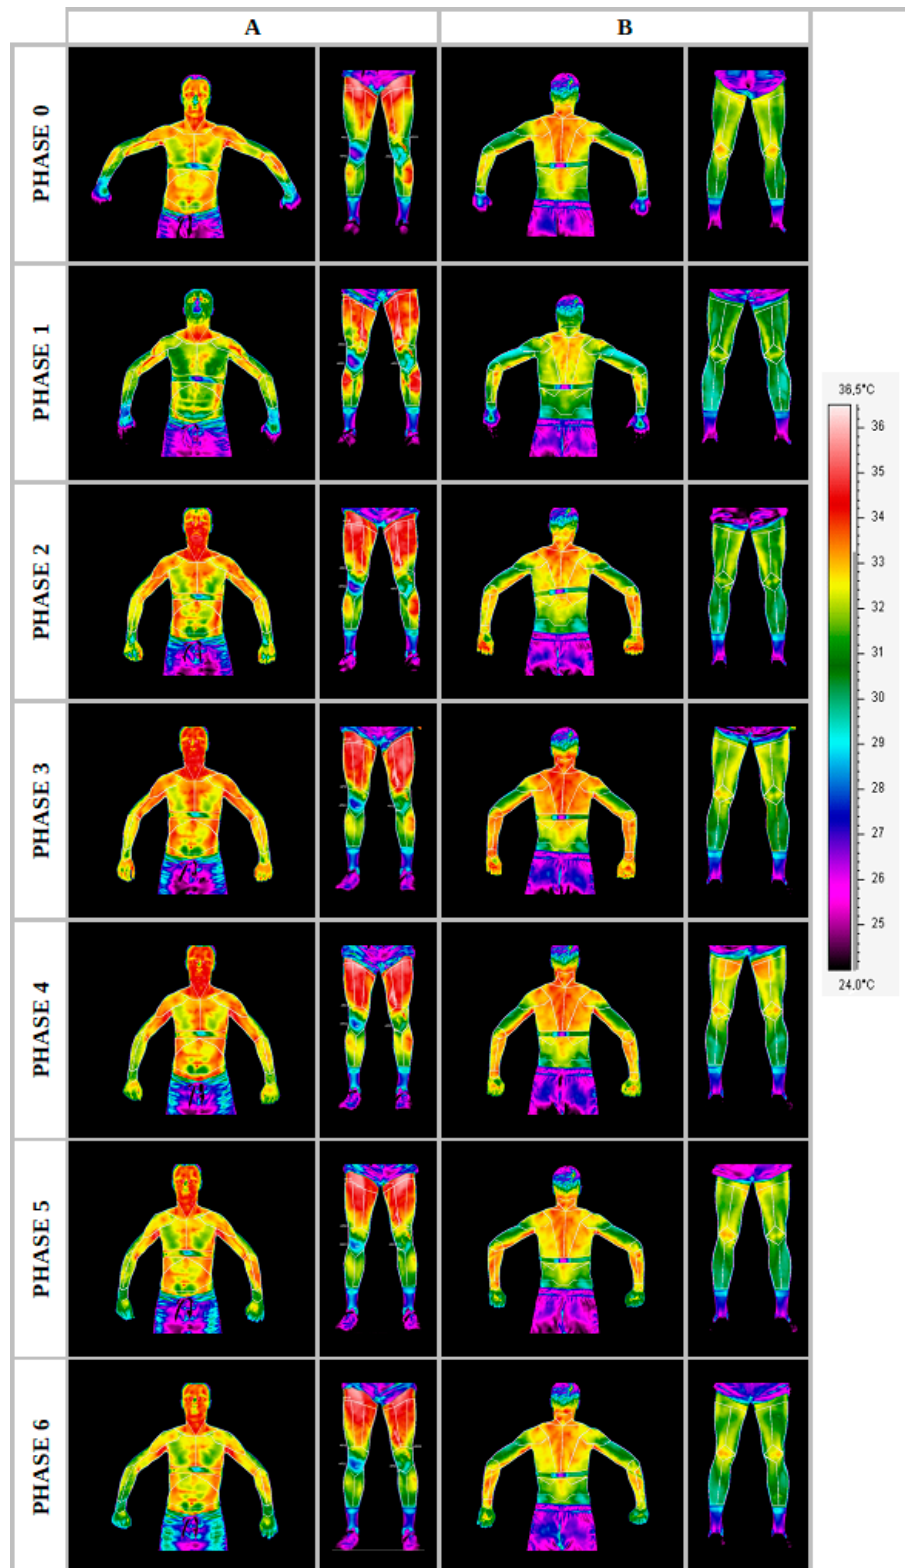 A B
PHASE 0
PHASE 1
PHASE 2
PHASE 3
PHASE 4
PHASE 5
PHASE 6
36,5°C
36
35
34
33
32
31
30
29
28
27
26
25
24.0°C